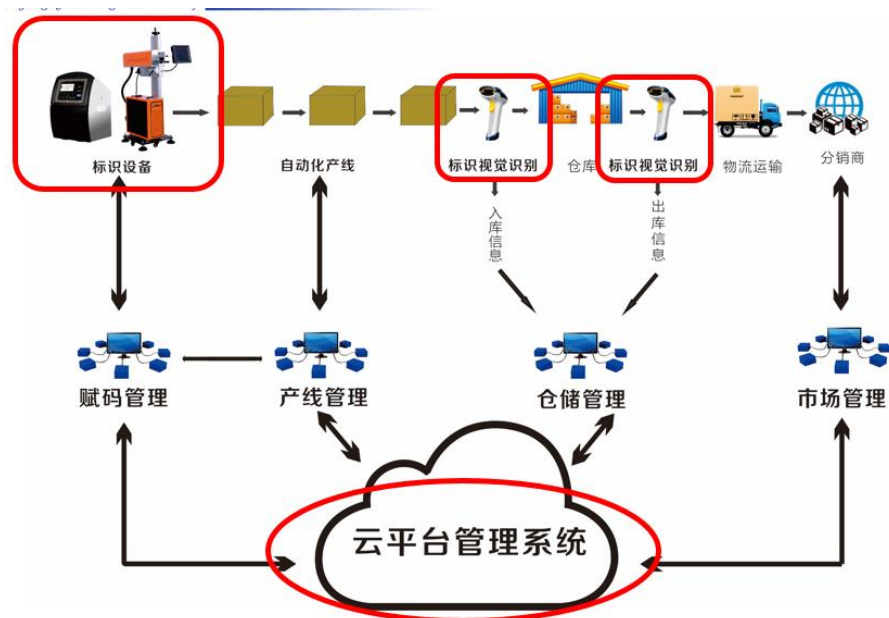 标识设备
自动化产线
标识视觉识别
仓库
标识视觉识别
物流运输
分销商
入库信息
出库信息
赋码管理
产线管理
仓储管理
市场管理
云平台管理系统